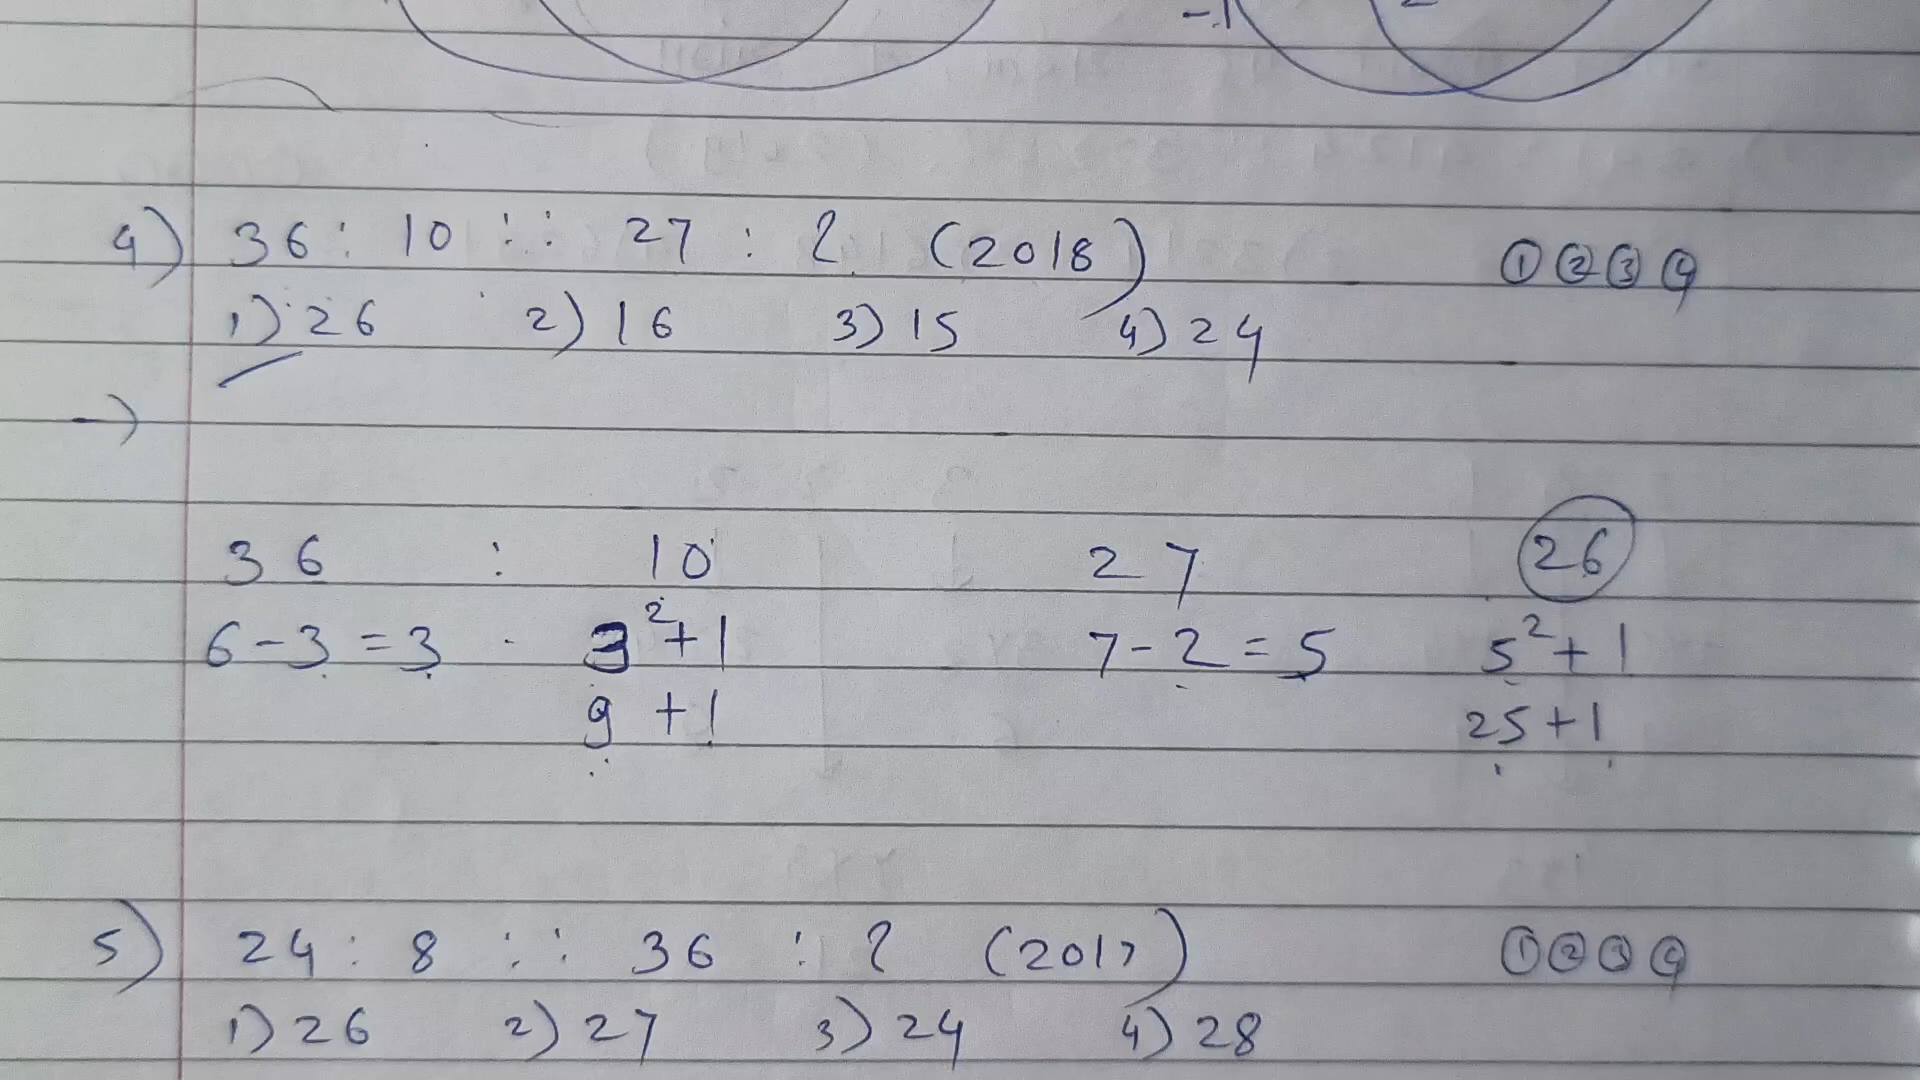 -1
4) 36 : 10 :: 27 : ? (2018) ① ② ③ ④
1) 26 2) 16 3) 15 4) 24
→
36 : 10 27 26
6-3=3 3²+1 7-2=5 5²+1
9+1 25+1
5) 24 : 8 :: 36 : ? (2017) ① ② ③ ④
1) 26 2) 27 3) 24 4) 28